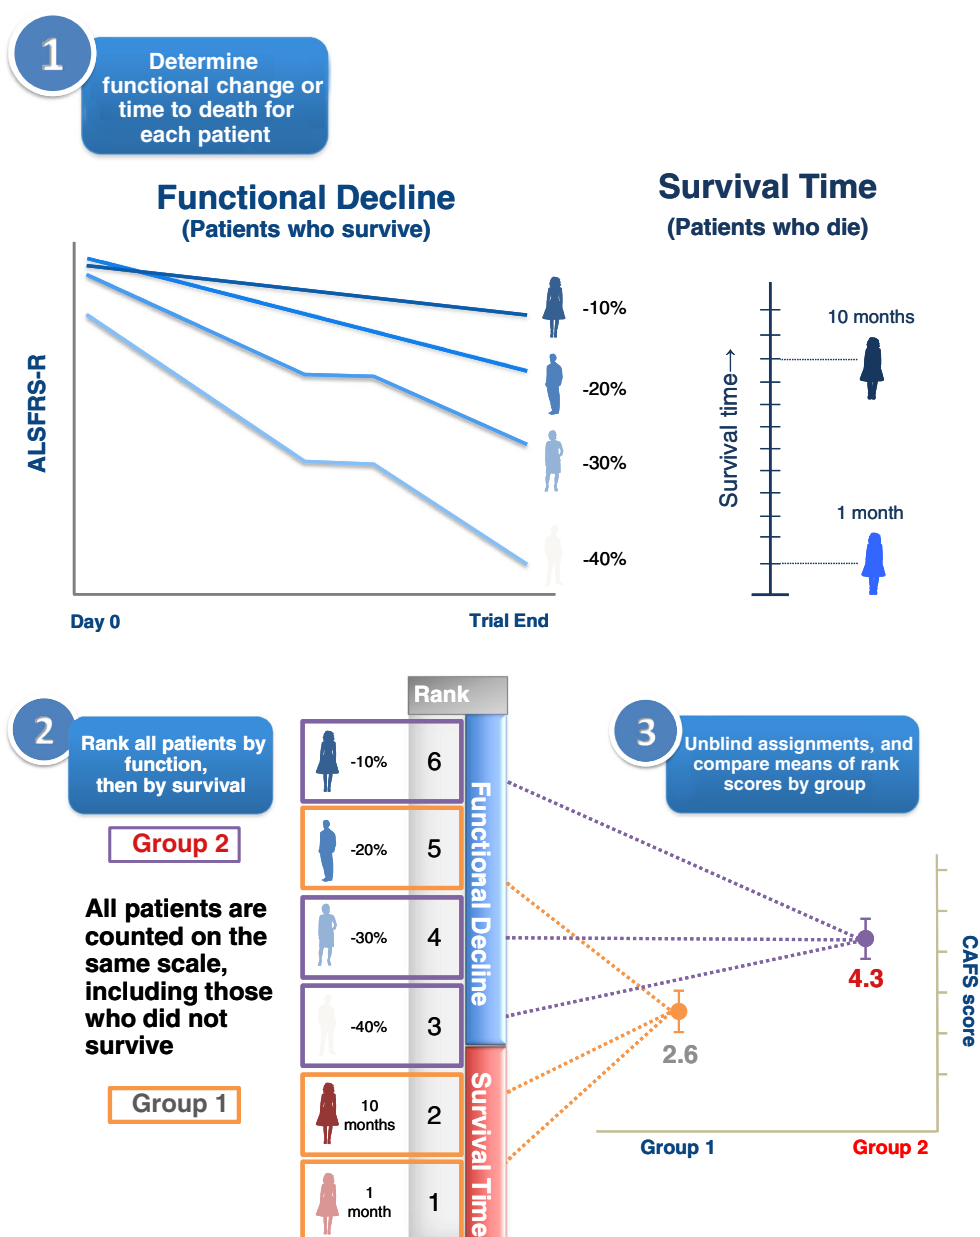 1
Determine
functional change or
time to death for
each patient
Functional Decline
(Patients who survive)
Survival Time
(Patients who die)
ALSFRS-R
-10%
-20%
-30%
-40%
Day 0
Trial End
Survival time→
10 months
1 month
2
Rank all patients by
function,
then by survival
Group 2
All patients are
counted on the
same scale,
including those
who did not
survive
Group 1
Rank
-10%
6
-20%
5
-30%
4
-40%
3
10
months
2
1
month
1
Functional Decline
Survival Time
3
Unblind assignments, and
compare means of rank
scores by group
4.3
2.6
CAFS score
Group 1
Group 2